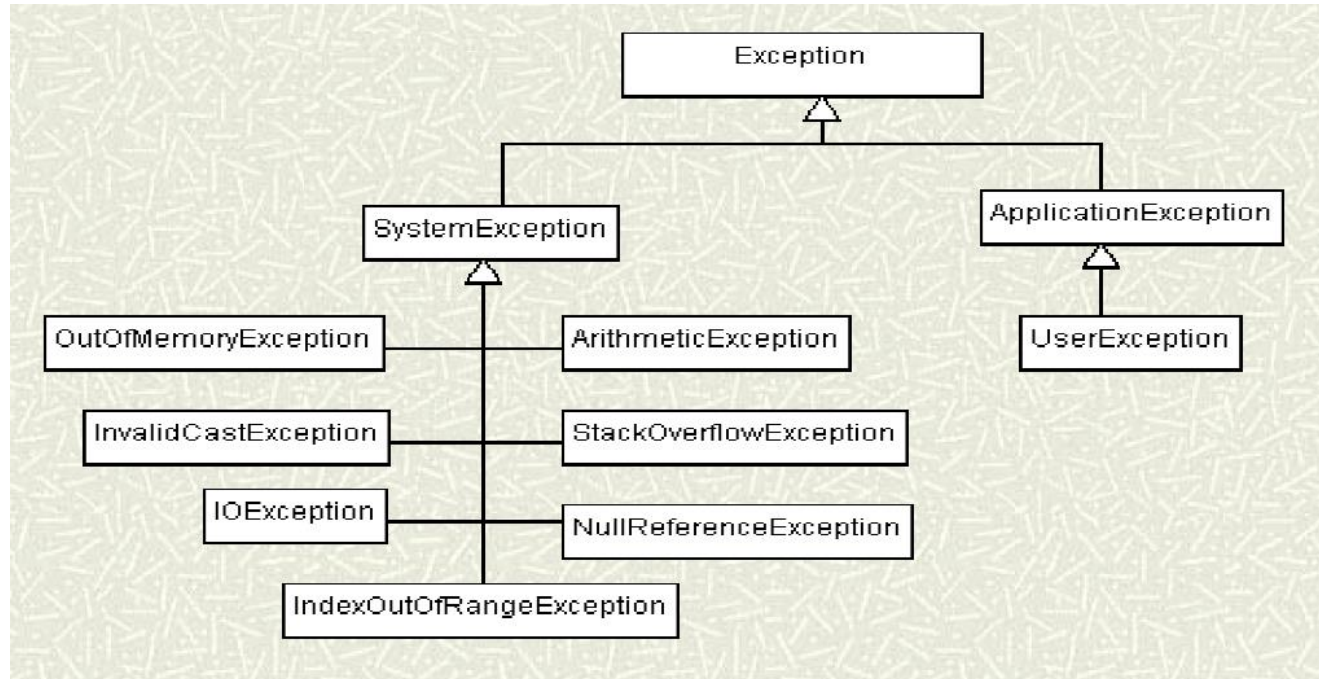 Exception
SystemException
ApplicationException
OutOfMemoryException
ArithmeticException
UserException
InvalidCastException
StackOverflowException
IOException
NullReferenceException
IndexOutOfRangeException